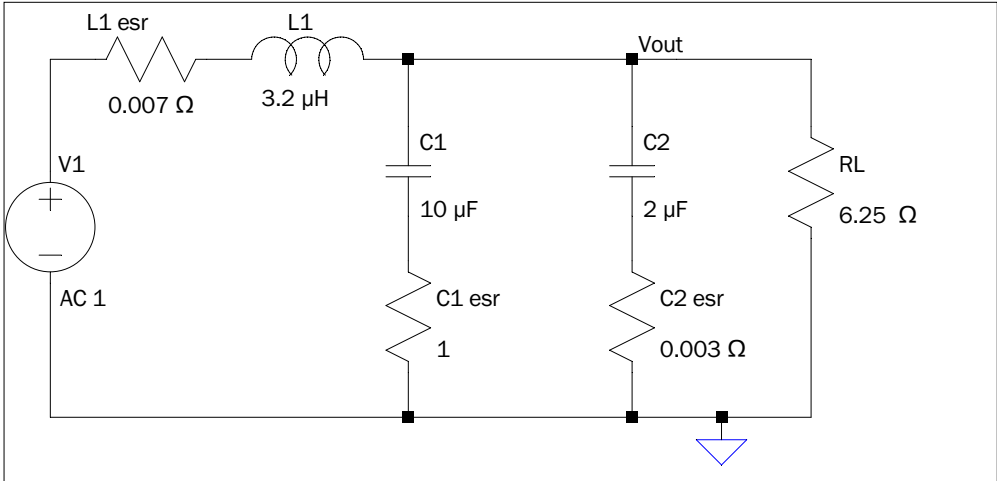 L1 esr
0.007 Ω
L1
3.2 µH
Vout
V1
AC 1
C1
10 µF
C1 esr
1
C2
2 µF
C2 esr
0.003 Ω
RL
6.25 Ω